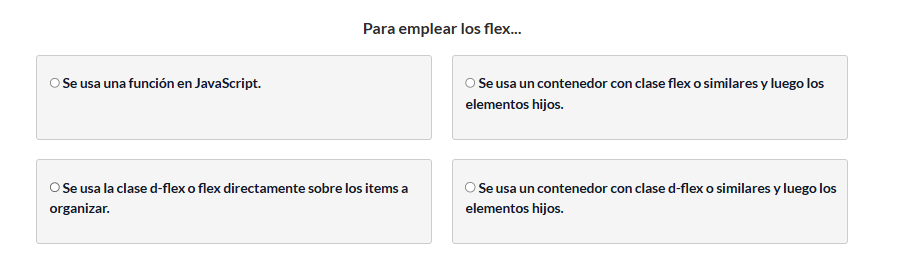 Para emplear los flex...
Se usa una función en JavaScript.
Se usa un contenedor con clase flex o similares y luego los
elementos hijos.
Se usa la clase d-flex o flex directamente sobre los items a
organizar.
Se usa un contenedor con clase d-flex o similares y luego los
elementos hijos.